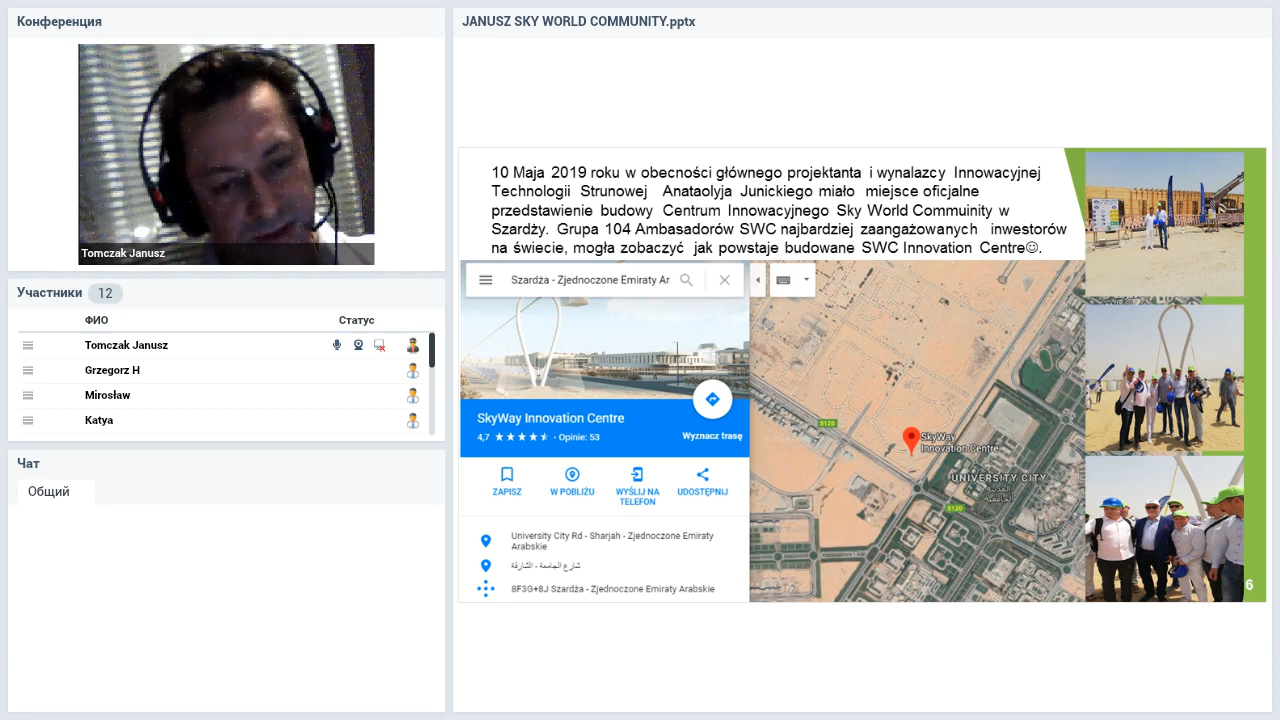 Конференция
Tomczak Janusz
Участники 12
ФИО Статус
Tomczak Janusz
Grzegorz H
Mirosław
Katya
Чат
Общий
JANUSZ SKY WORLD COMMUNITY.pptx
10 Maja 2019 roku w obecności głównego projektanta i wynalazcy Innowacyjnej
Technologii Strunowej Anataolyja Junickiego miało miejsce oficjalne
przedstawienie budowy Centrum Innowacyjnego Sky World Commuinity w
Szardży. Grupa 104 Ambasadorów SWC najbardziej zaangażowanych inwestorów
na świecie, mogła zobaczyć jak powstaje budowane SWC Innovation Centre☺.
Szardża - Zjednoczone Emiraty Ar
SkyWay Innovation Centre
4,7 ★★★★★ - Opinie: 53
Wyznacz trasę
ZAPISZ
W POBLIŻU
WYŚLIJ NA
TELEFON
UDOSTĘPNIJ
University City Rd - Sharjah - Zjednoczone Emiraty
Arabskie
شارع الجامعة - الشارقة
8F3G+8J Szardża - Zjednoczone Emiraty Arabskie
S120
SkyWay
Innovation Centre
UNIVERSITY CITY
المدينة
الجامعية
S120
6